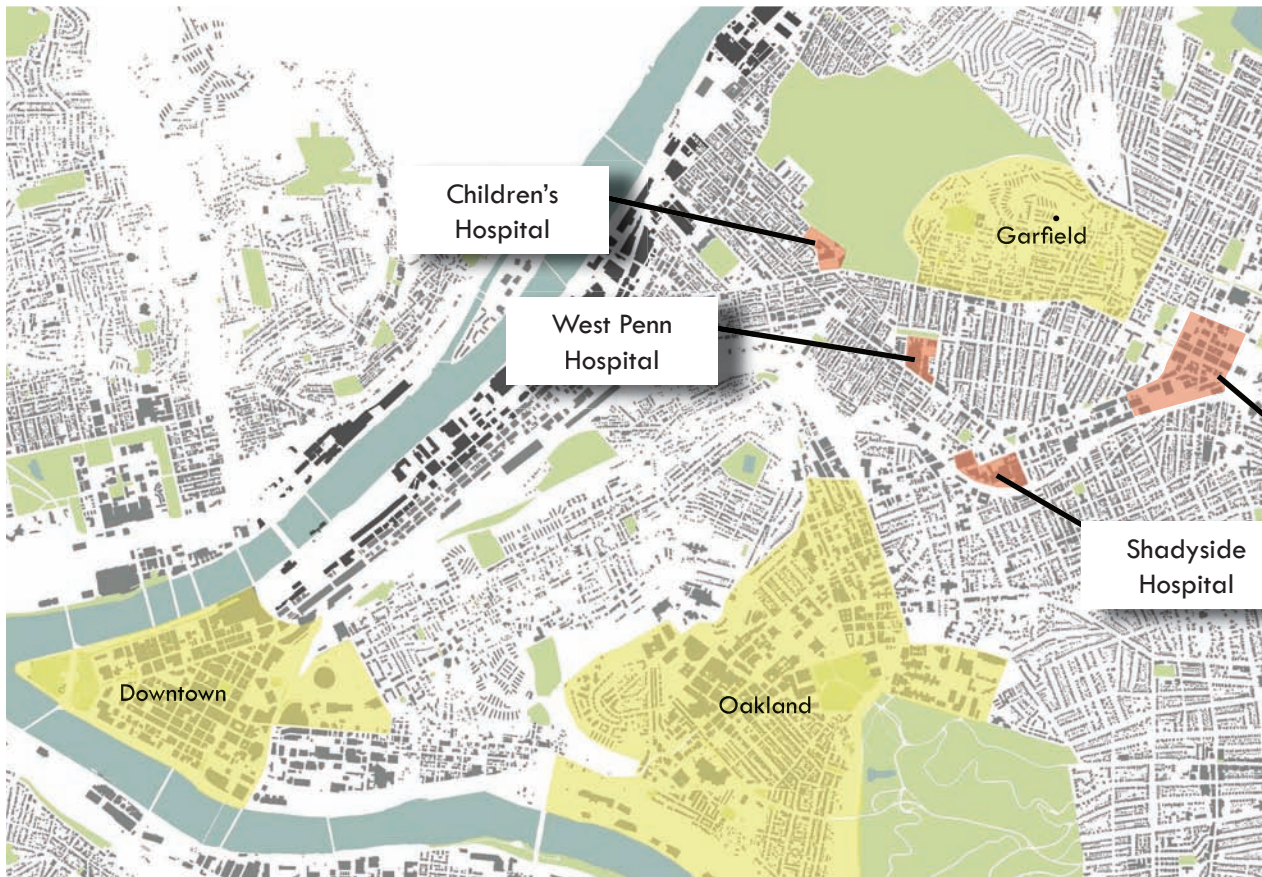 Children's
Hospital
Garfield
West Penn
Hospital
Shadyside
Hospital
Downtown
Oakland